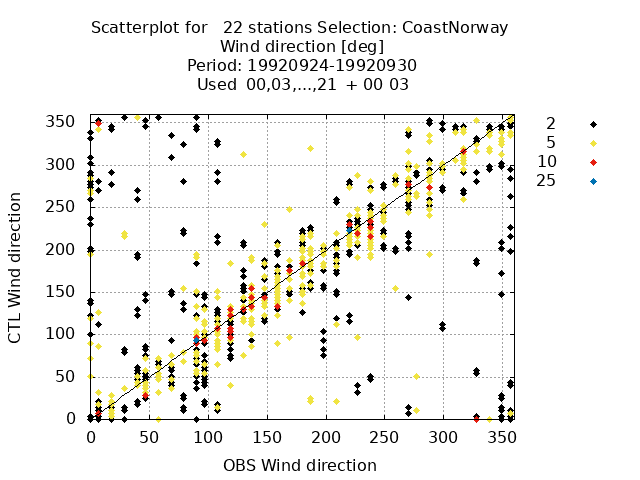 Scatterplot for 22 stations Selection: CoastNorway
Wind direction [deg]
Period: 19920924-19920930
Used 00,03,...,21 + 00 03
CTL Wind direction
350
300
250
200
150
100
50
0
0 50 100 150 200 250 300 350
OBS Wind direction
2
5
10
25